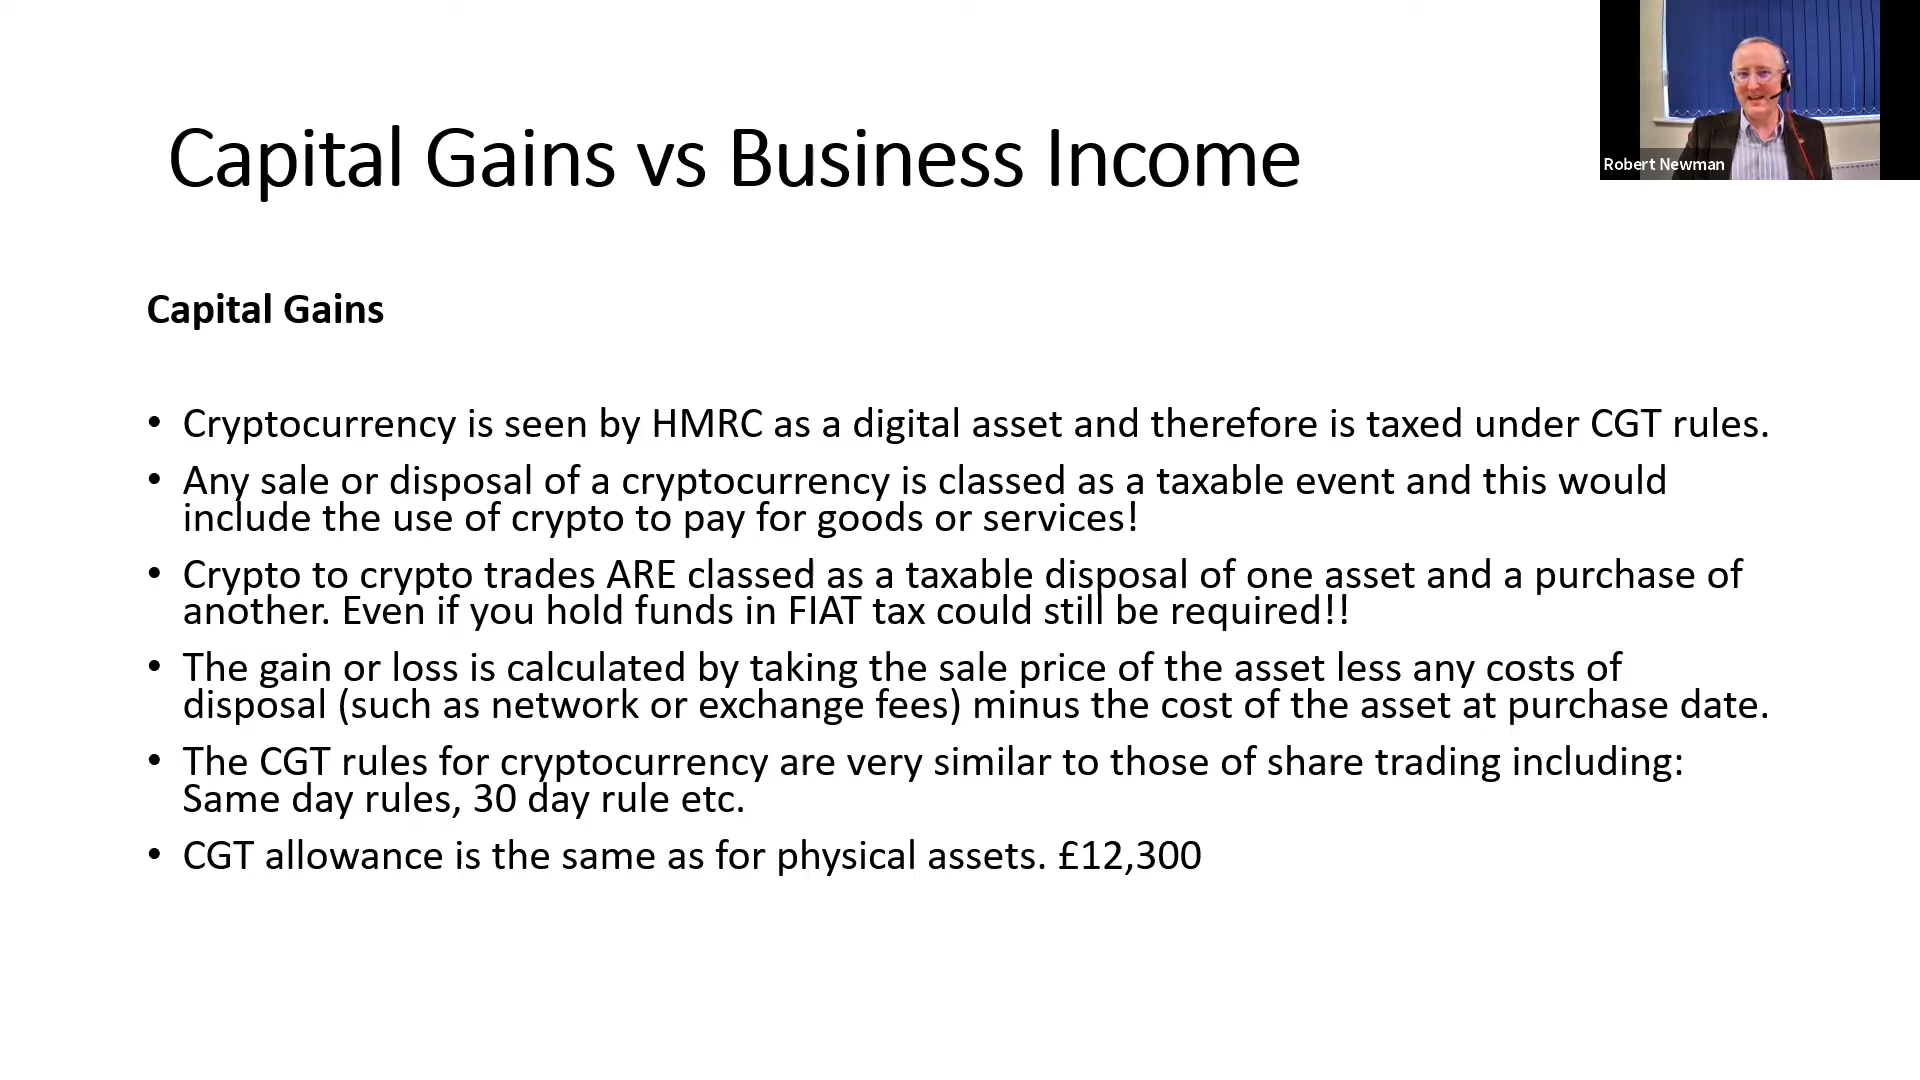 Capital Gains vs Business Income
Robert Newman
Capital Gains
• Cryptocurrency is seen by HMRC as a digital asset and therefore is taxed under CGT rules.
• Any sale or disposal of a cryptocurrency is classed as a taxable event and this would
include the use of crypto to pay for goods or services!
• Crypto to crypto trades ARE classed as a taxable disposal of one asset and a purchase of
another. Even if you hold funds in FIAT tax could still be required!!
• The gain or loss is calculated by taking the sale price of the asset less any costs of
disposal (such as network or exchange fees) minus the cost of the asset at purchase date.
• The CGT rules for cryptocurrency are very similar to those of share trading including:
Same day rules, 30 day rule etc.
• CGT allowance is the same as for physical assets. £12,300